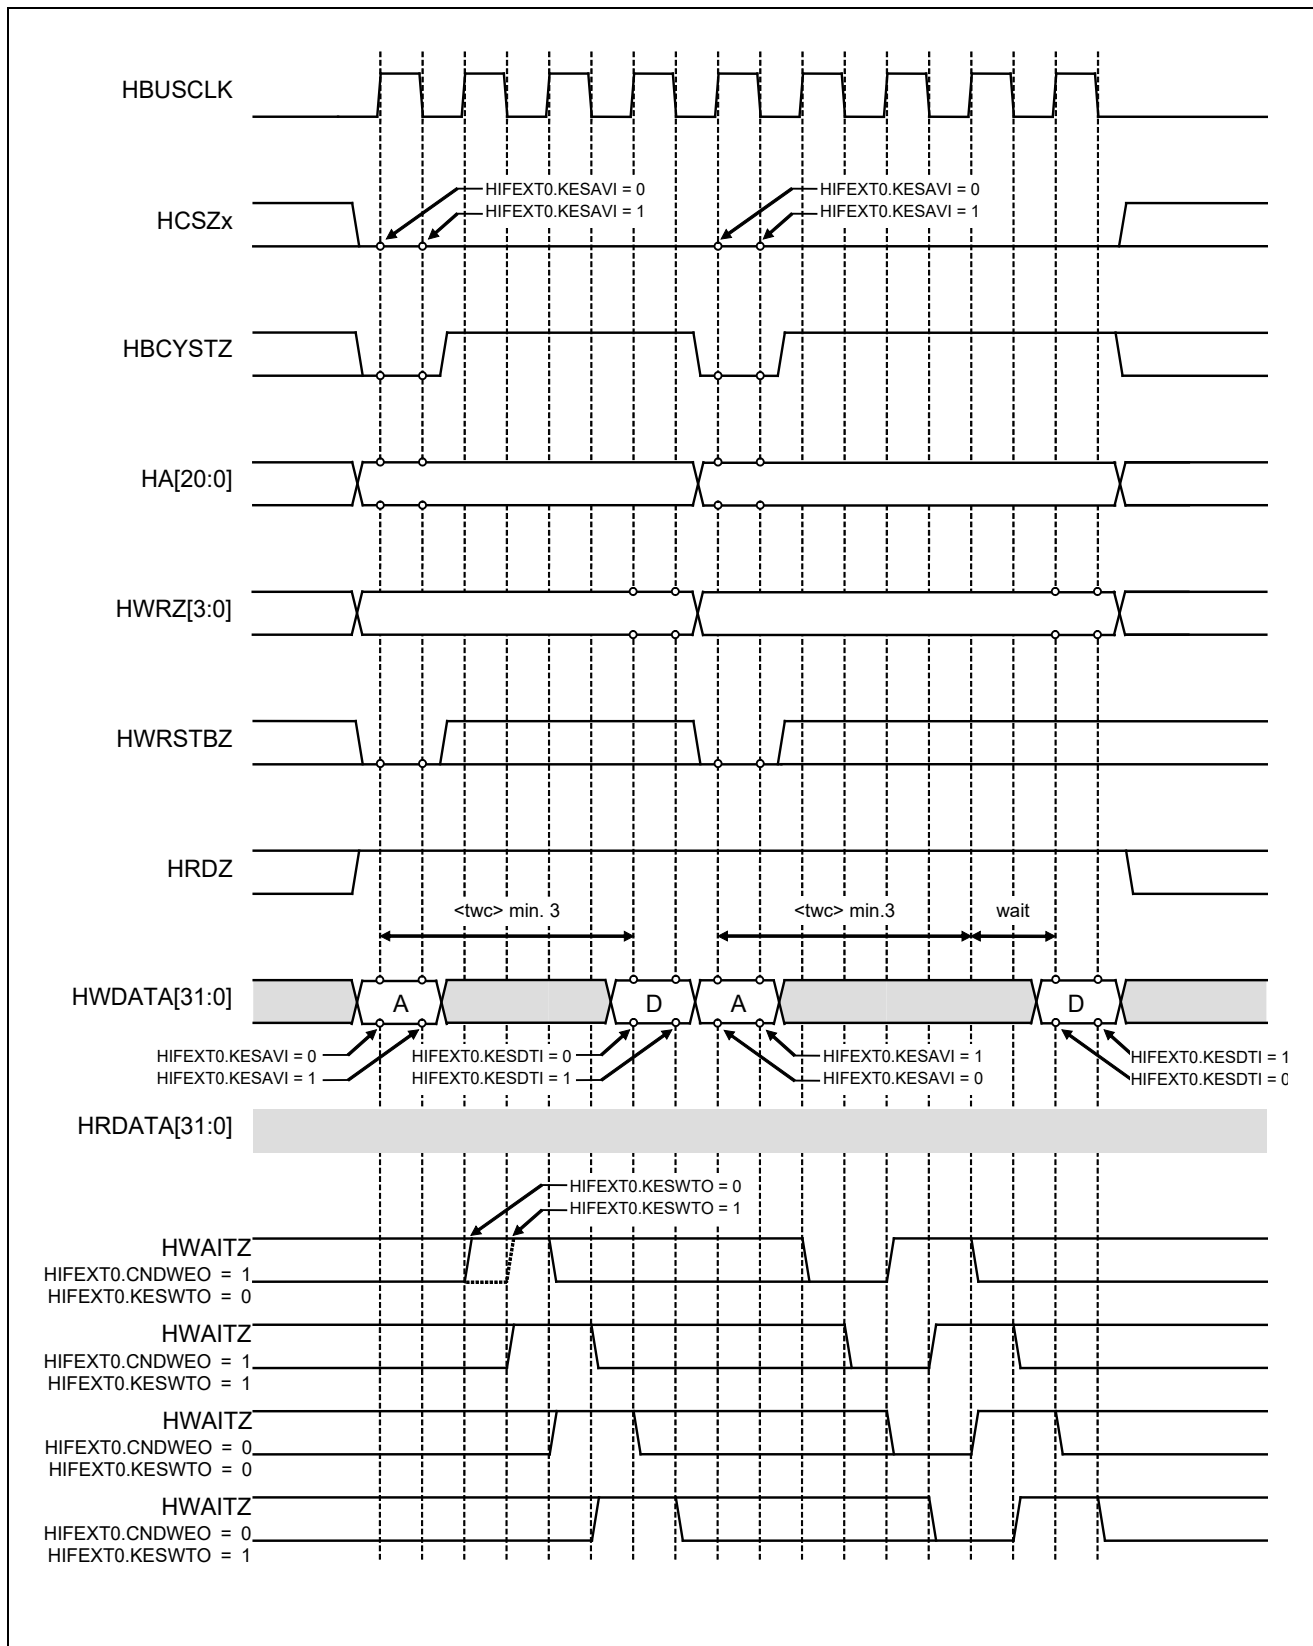 HBUSCLK
HIFEXT0.KESAVI = 0
HIFEXT0.KESAVI = 0
HCSZx
HIFEXT0.KESAVI = 1
HIFEXT0.KESAVI = 1
HBCYSTZ
HA[20:0]
HWRZ[3:0]
HWRSTBZ
HRDZ
<twc> min. 3
<twc> min.3
wait
HWDATA[31:0]
A
D
A
D
HIFEXT0.KESAVI = 0
HIFEXT0.KESDTI = 0
HIFEXT0.KESAVI = 1
HIFEXT0.KESDTI = 1
HIFEXT0.KESAVI = 1
HIFEXT0.KESDTI = 1
HIFEXT0.KESAVI = 0
HIFEXT0.KESDTI = 0
HRDATA[31:0]
HIFEXT0.KESWTO = 0
HIFEXT0.KESWTO = 1
HWAITZ
HIFEXT0.CNDWEO = 1
HIFEXT0.KESWTO = 0
HWAITZ
HIFEXT0.CNDWEO = 1
HIFEXT0.KESWTO = 1
HWAITZ
HIFEXT0.CNDWEO = 0
HIFEXT0.KESWTO = 0
HWAITZ
HIFEXT0.CNDWEO = 0
HIFEXT0.KESWTO = 1